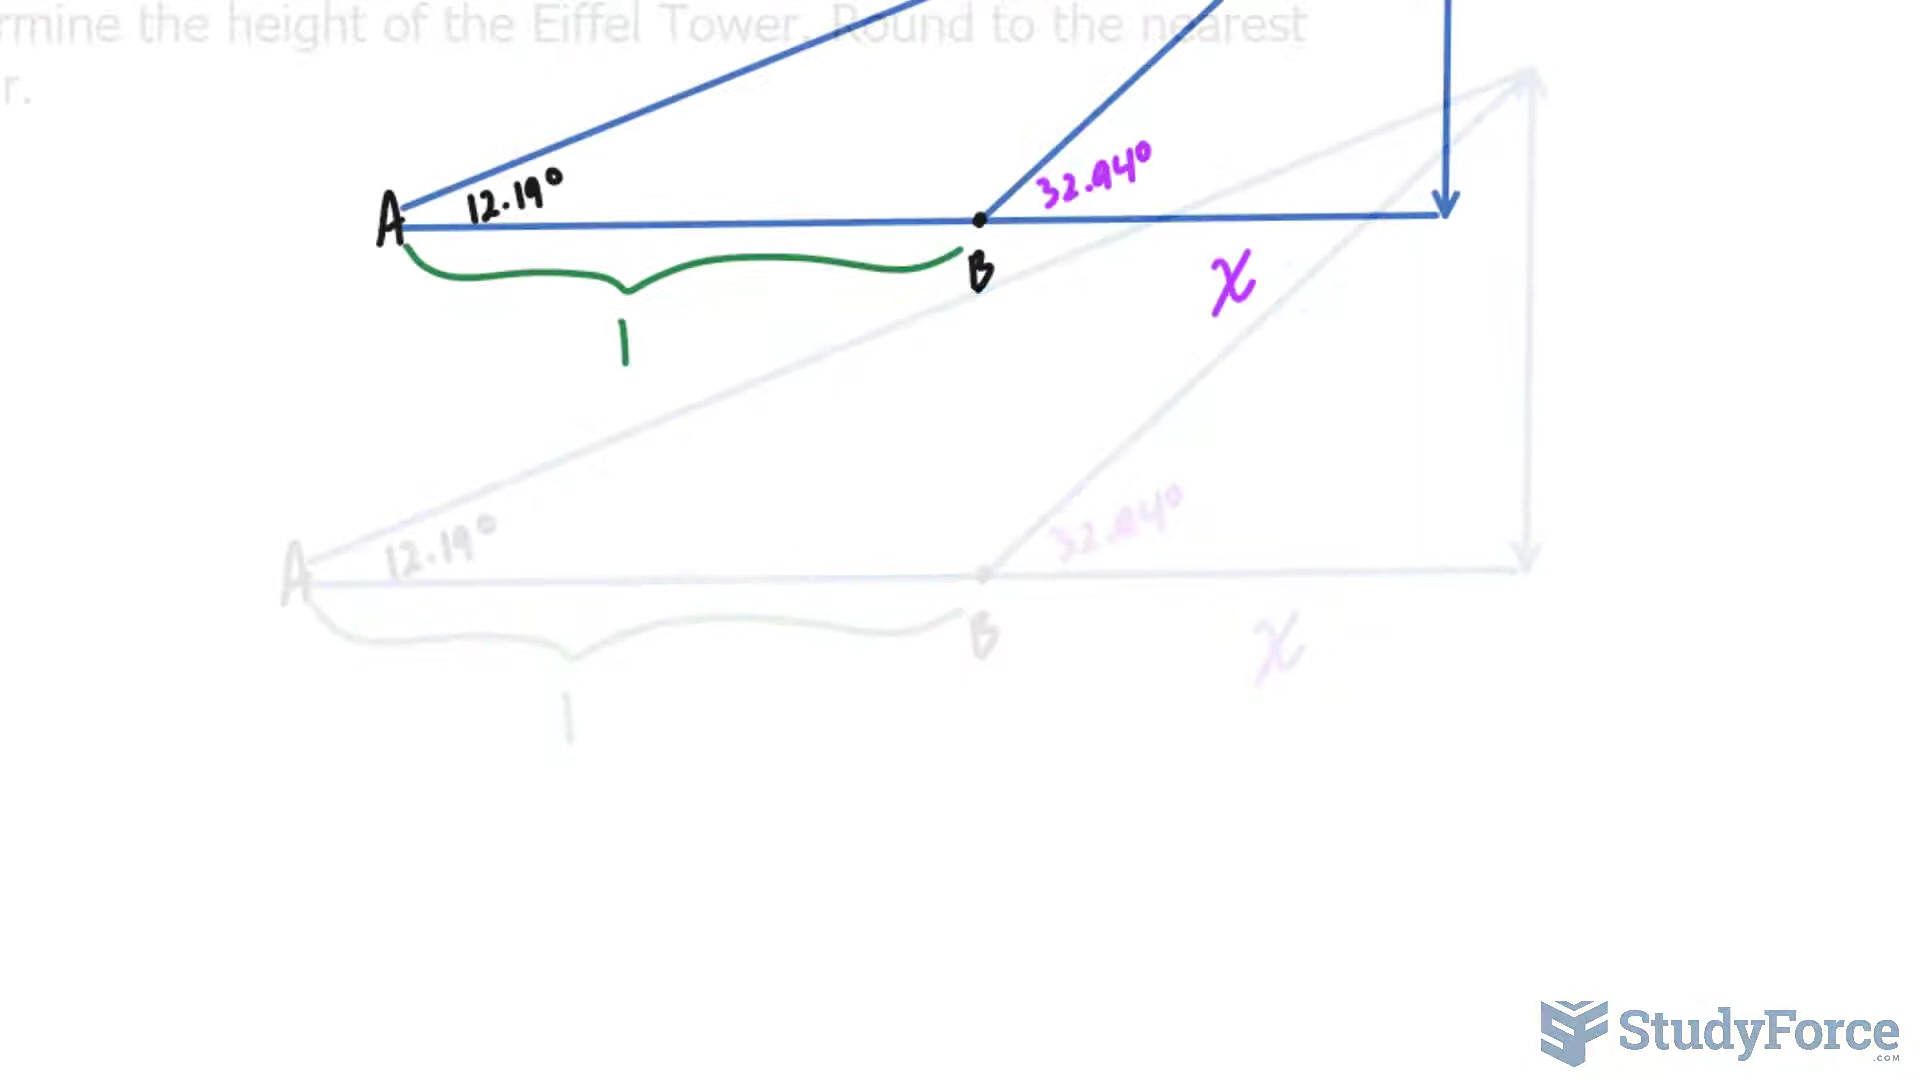 rmine the height of the Eiffel Tower. Round to the nearest
r.
12.19°
32.94°
A
B
x
1
12.19°
32.94°
A
B
x
1
StudyForce
.COM